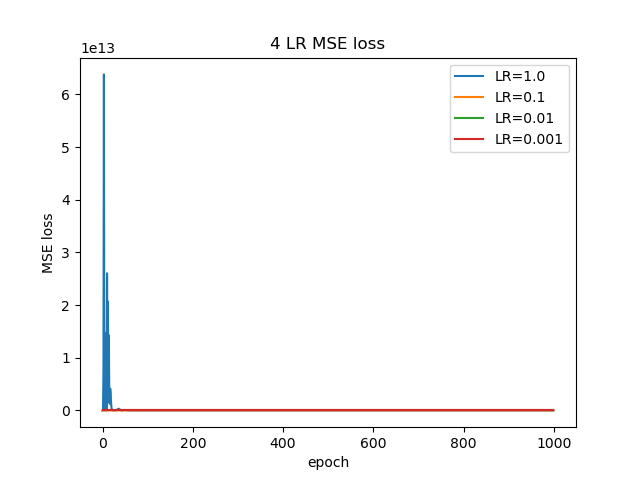 4 LR MSE loss
1e13
LR=1.0
LR=0.1
LR=0.01
LR=0.001
6
5
4
3
2
1
0
MSE loss
0 200 400 600 800 1000
epoch